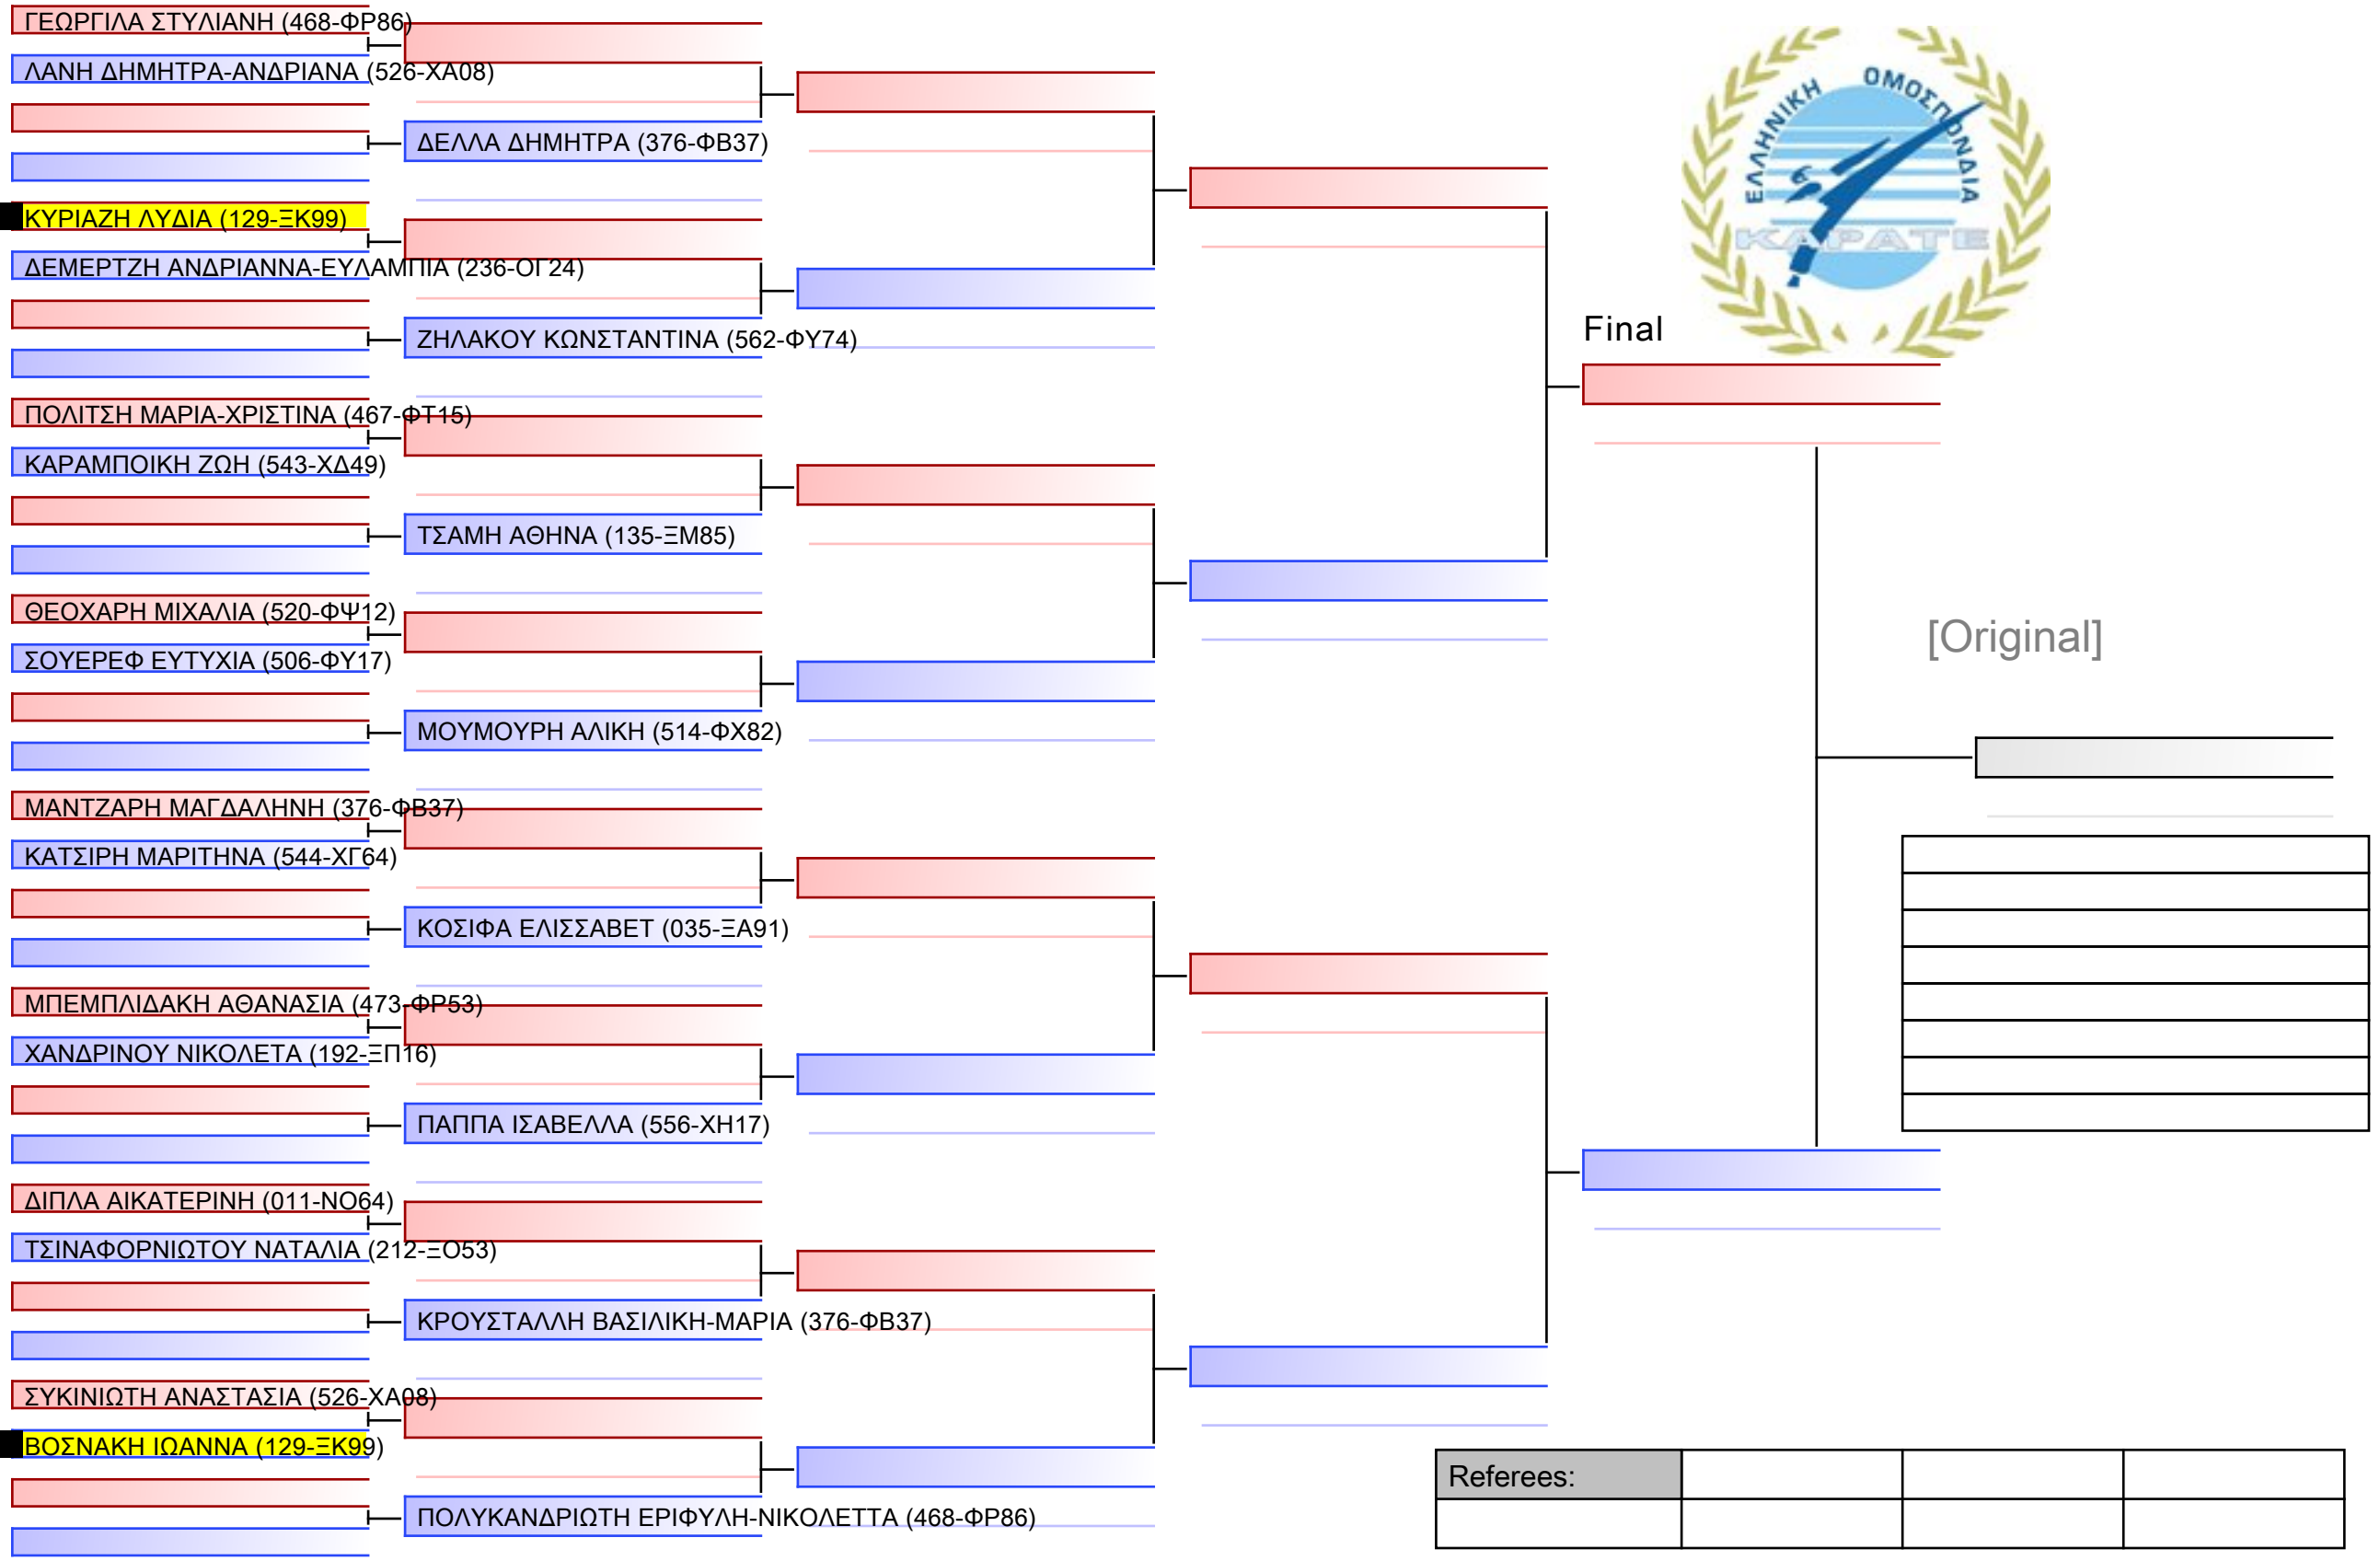 ΓΕΩΡΓΙΛΑ ΣΤΥΛΙΑΝΗ (468-ΦΡ86)
ΛΑΝΗ ΔΗΜΗΤΡΑ-ΑΝΔΡΙΑΝΑ (526-ΧΑ08)
ΔΕΛΛΑ ΔΗΜΗΤΡΑ (376-ΦΒ37)
ΚΥΡΙΑΖΗ ΛΥΔΙΑ (129-ΞΚ99)
ΔΕΜΕΡΤΖΗ ΑΝΔΡΙΑΝΝΑ-ΕΥΛΑΜΠΙΑ (236-ΟΓ24)
ΖΗΛΑΚΟΥ ΚΩΝΣΤΑΝΤΙΝΑ (562-ΦΥ74)
ΠΟΛΙΤΣΗ ΜΑΡΙΑ-ΧΡΙΣΤΙΝΑ (467-ΦΤ15)
ΚΑΡΑΜΠΟΙΚΗ ΖΩΗ (543-ΧΔ49)
ΤΣΑΜΗ ΑΘΗΝΑ (135-ΞΜ85)
ΘΕΟΧΑΡΗ ΜΙΧΑΛΙΑ (520-ΦΨ12)
ΣΟΥΕΡΕΦ ΕΥΤΥΧΙΑ (506-ΦΥ17)
ΜΟΥΜΟΥΡΗ ΑΛΙΚΗ (514-ΦΧ82)
ΜΑΝΤΖΑΡΗ ΜΑΓΔΑΛΗΝΗ (376-ΦΒ37)
ΚΑΤΣΙΡΗ ΜΑΡΙΤΗΝΑ (544-ΧΓ64)
ΚΟΣΙΦΑ ΕΛΙΣΣΑΒΕΤ (035-ΞΑ91)
ΜΠΕΜΠΛΙΔΑΚΗ ΑΘΑΝΑΣΙΑ (473-ΦΡ53)
ΧΑΝΔΡΙΝΟΥ ΝΙΚΟΛΕΤΑ (192-ΞΠ16)
ΠΑΠΠΑ ΙΣΑΒΕΛΛΑ (556-ΧΗ17)
ΔΙΠΛΑ ΑΙΚΑΤΕΡΙΝΗ (011-ΝΟ64)
ΤΣΙΝΑΦΟΡΝΙΩΤΟΥ ΝΑΤΑΛΙΑ (212-ΞΟ53)
ΚΡΟΥΣΤΑΛΛΗ ΒΑΣΙΛΙΚΗ-ΜΑΡΙΑ (376-ΦΒ37)
ΣΥΚΙΝΙΩΤΗ ΑΝΑΣΤΑΣΙΑ (526-ΧΑ08)
ΒΟΣΝΑΚΗ ΙΩΑΝΝΑ (129-ΞΚ99)
ΠΟΛΥΚΑΝΔΡΙΩΤΗ ΕΡΙΦΥΛΗ-ΝΙΚΟΛΕΤΤΑ (468-ΦΡ86)
ΕΛΛΗΝΙΚΗ ΟΜΟΣΠΟΝΔΙΑ
ΚΑΡΑΤΕ
Final
[Original]
Referees: